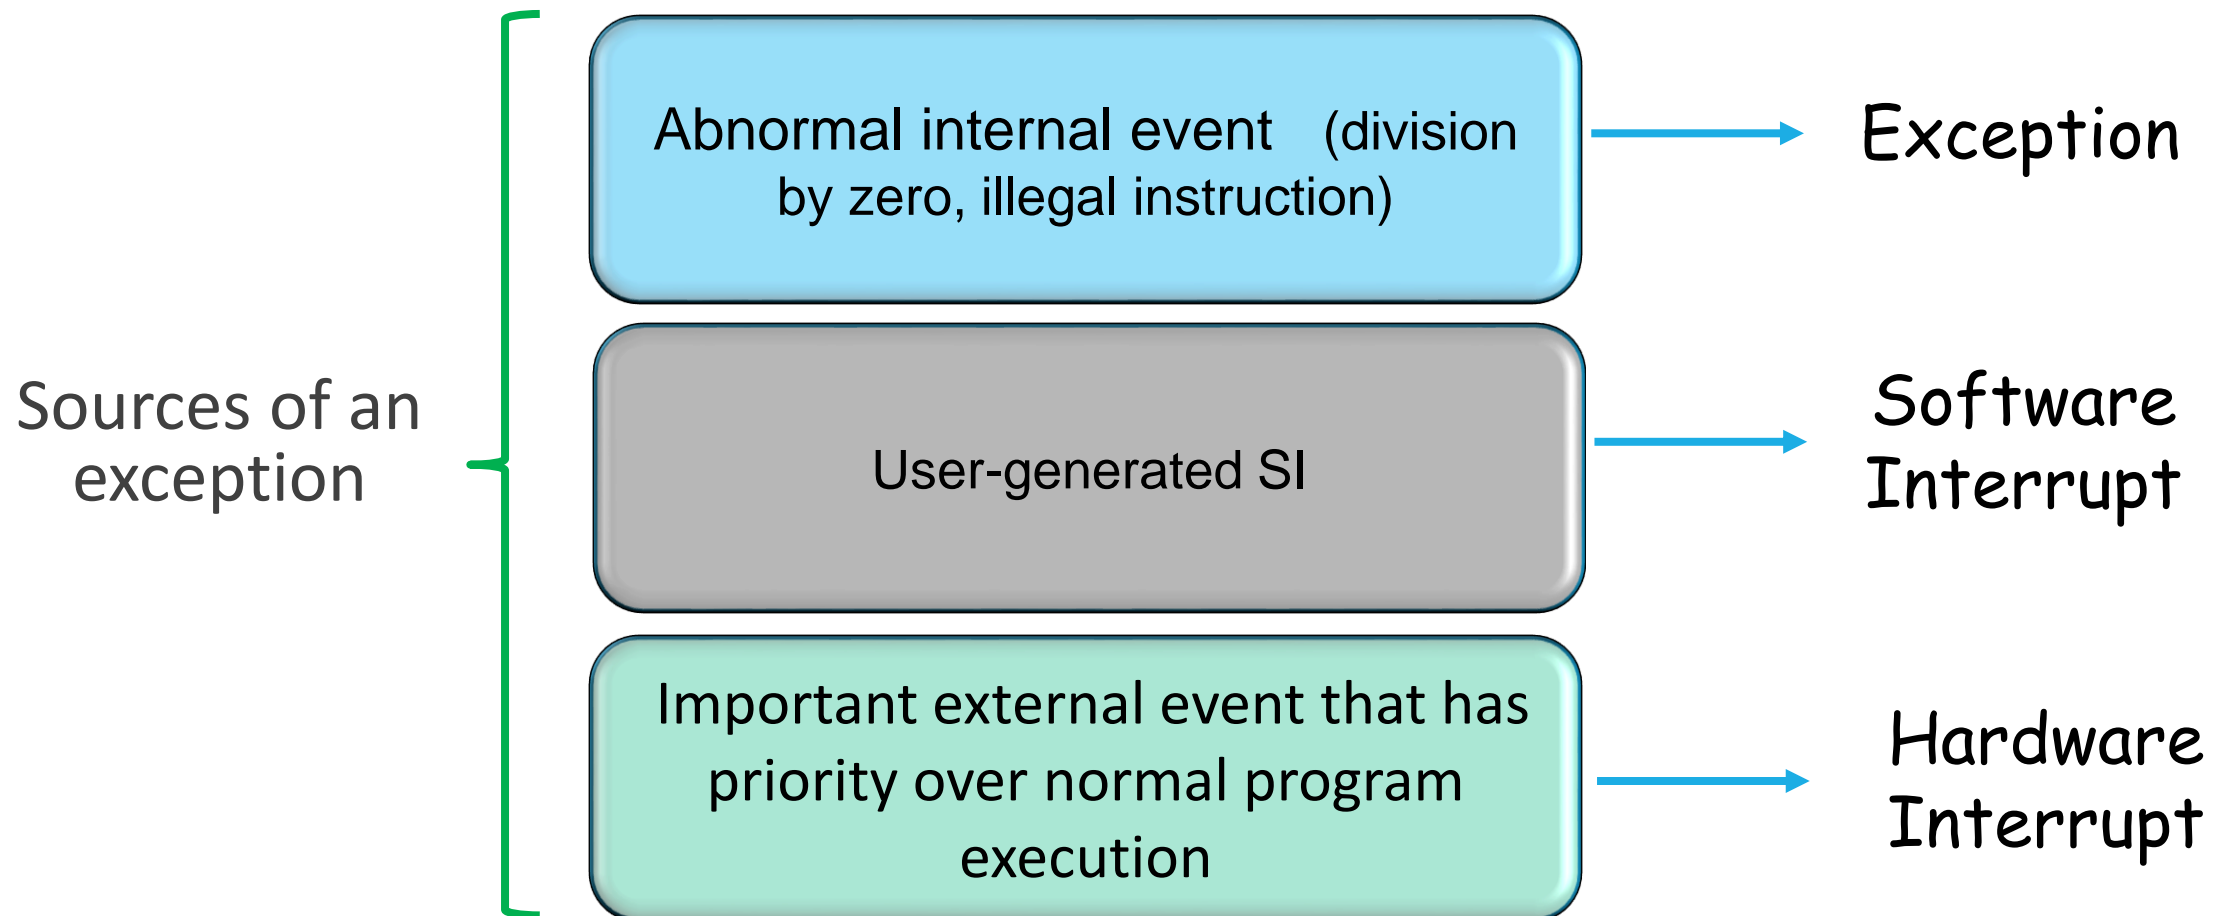 Sources of an
exception
Abnormal internal event (division
by zero, illegal instruction)
Exception
User-generated SI
Software
Interrupt
Important external event that has
priority over normal program
execution
Hardware
Interrupt